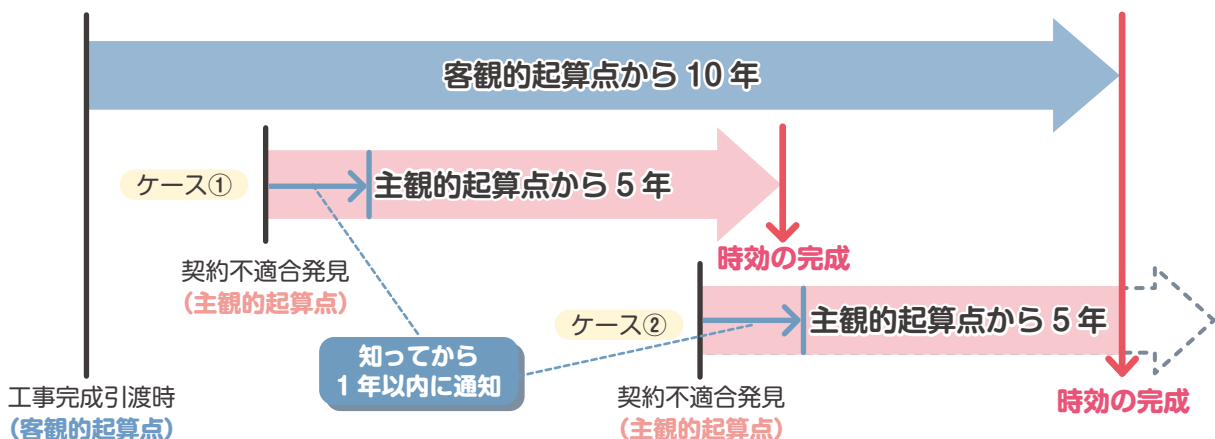 客観的起算点から 10 年
ケース①
主観的起算点から 5 年
契約不適合発見
（主観的起算点）
時効の完成
ケース②
主観的起算点から 5 年
知ってから
1 年以内に通知
工事完成引渡時
（客観的起算点）
契約不適合発見
（主観的起算点）
時効の完成